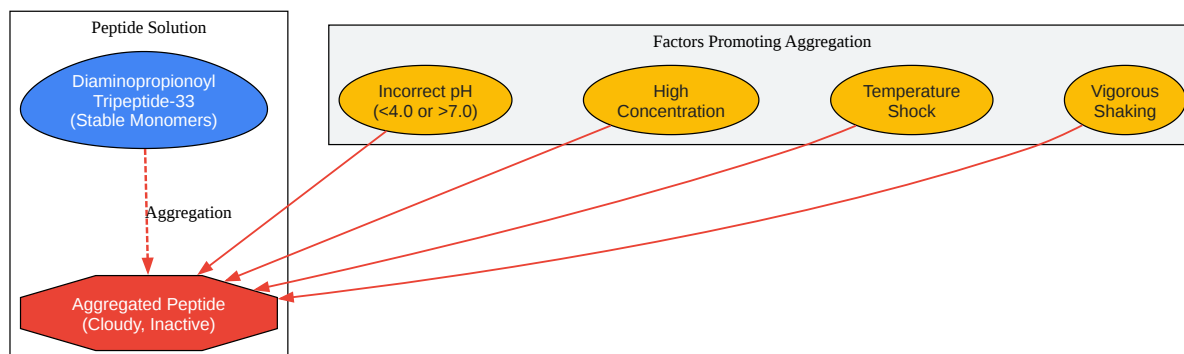 Peptide Solution
Diaminopropionoyl
Tripeptide-33
(Stable Monomers)
Aggregation
Aggregated Peptide
(Cloudy, Inactive)
Factors Promoting Aggregation
Incorrect pH
(<4.0 or >7.0)
High
Concentration
Temperature
Shock
Vigorous
Shaking